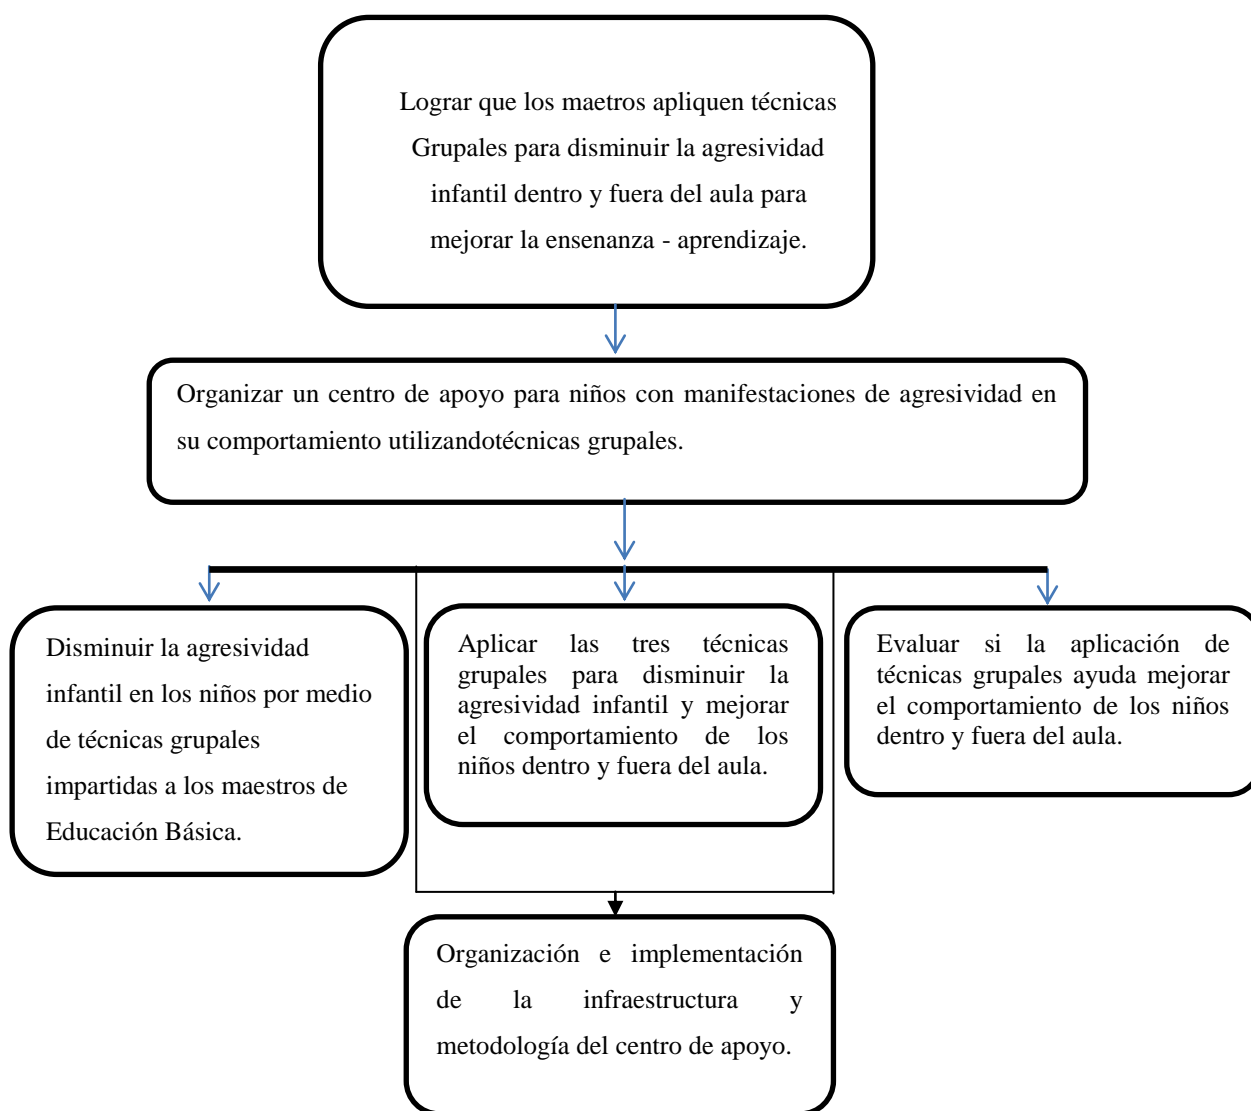 Lograr que los maetros apliquen técnicas
Grupales para disminuir la agresividad
infantil dentro y fuera del aula para
mejorar la ensenanza - aprendizaje.
Organizar un centro de apoyo para niños con manifestaciones de agresividad en
su comportamiento utilizandotécnicas grupales.
Disminuir la agresividad
infantil en los niños por medio
de técnicas grupales
impartidas a los maestros de
Educación Básica.
Aplicar las tres técnicas
grupales para disminuir la
agresividad infantil y mejorar
el comportamiento de los
niños dentro y fuera del aula.
Evaluar si la aplicación de
técnicas grupales ayuda mejorar
el comportamiento de los niños
dentro y fuera del aula.
Organización e implementación
de la infraestructura y
metodología del centro de apoyo.